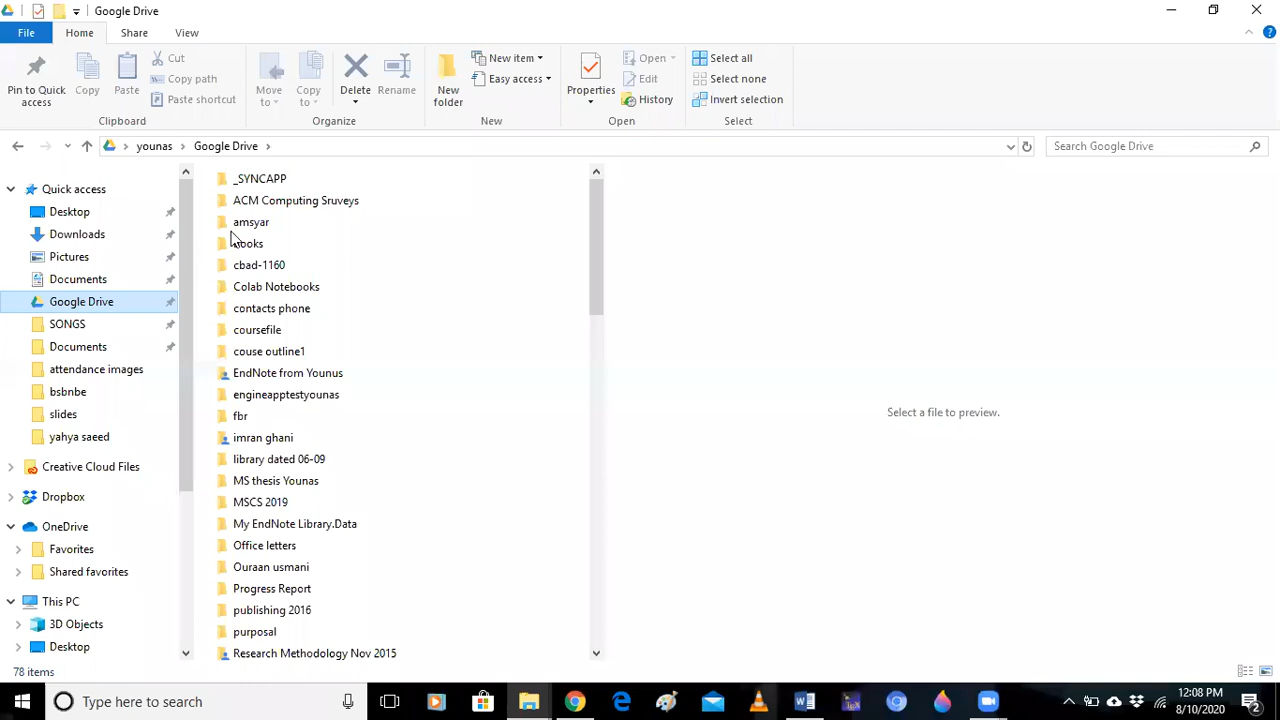 Google Drive
File Home Share View
Pin to Quick access
Copy
Paste
Cut
Copy path
Paste shortcut
Clipboard
Move to
Copy to
Delete
Rename
Organize
New folder
New item
Easy access
New
Properties
Open
Edit
History
Open
Select all
Select none
Invert selection
Select
younas Google Drive
Search Google Drive
Quick access
Desktop
Downloads
Pictures
Documents
Google Drive
SONGS
Documents
attendance images
bsbnbe
slides
yahya saeed
Creative Cloud Files
Dropbox
OneDrive
Favorites
Shared favorites
This PC
3D Objects
Desktop
_SYNCAPP
ACM Computing Sruveys
amsyar
books
cbad-1160
Colab Notebooks
contacts phone
coursefile
couse outline1
EndNote from Younus
engineapptestyounas
fbr
imran ghani
library dated 06-09
MS thesis Younas
MSCS 2019
My EndNote Library.Data
Office letters
Ouraan usmani
Progress Report
publishing 2016
purposal
Research Methodology Nov 2015
Select a file to preview.
78 items
Type here to search
12:08 PM
8/10/2020
2